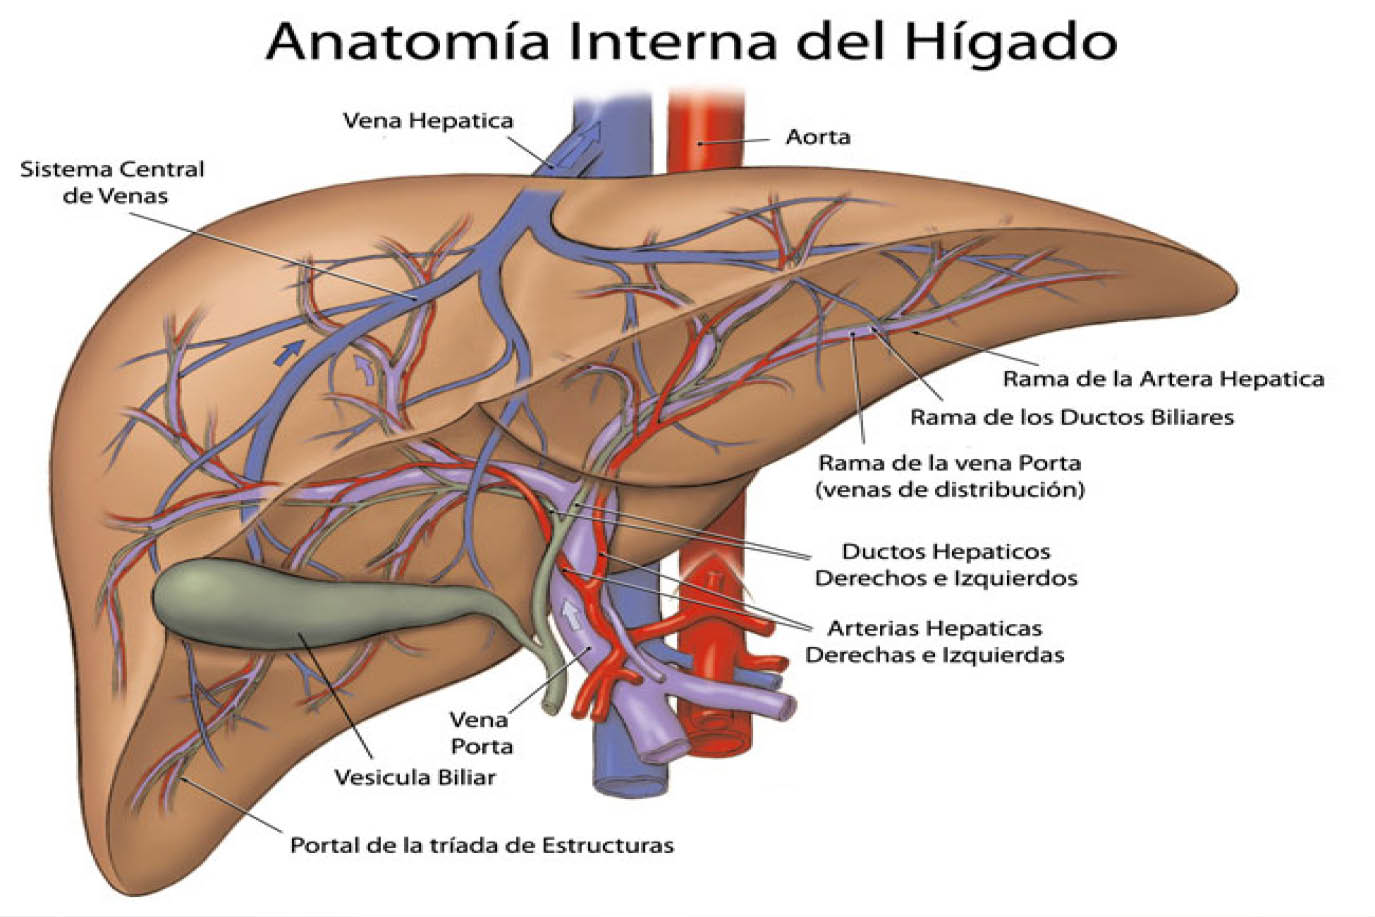 Anatomía Interna del Hígado
Vena Hepatica
Aorta
Sistema Central
de Venas
Rama de la Artera Hepatica
Rama de los Ductos Biliares
Rama de la vena Porta
(venas de distribución)
Ductos Hepaticos
Derechos e Izquierdos
Arterias Hepaticas
Derechas e Izquierdas
Vena
Porta
Vesicula Biliar
Portal de la tríada de Estructuras